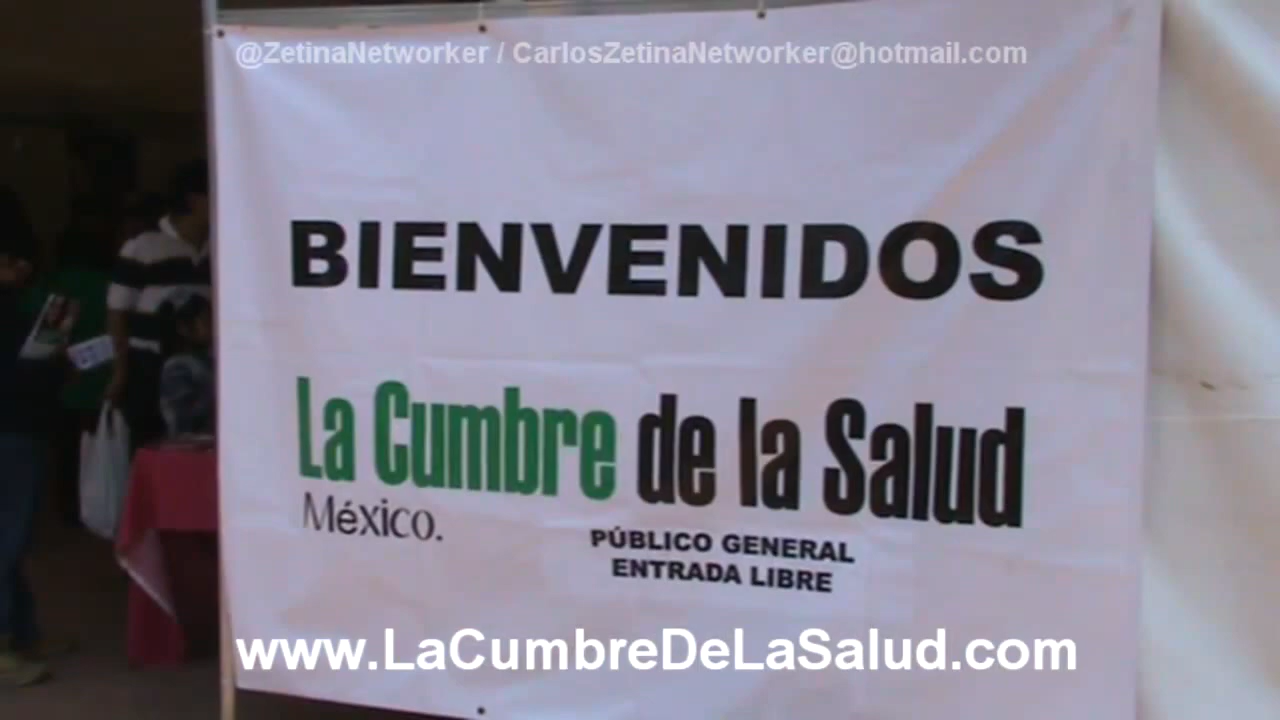 @ZetinaNetworker / CarlosZetinaNetworker@hotmail.com
BIENVENIDOS
La Cumbre de la Salud
México.
PÚBLICO GENERAL
ENTRADA LIBRE
www.LaCumbreDeLaSalud.com